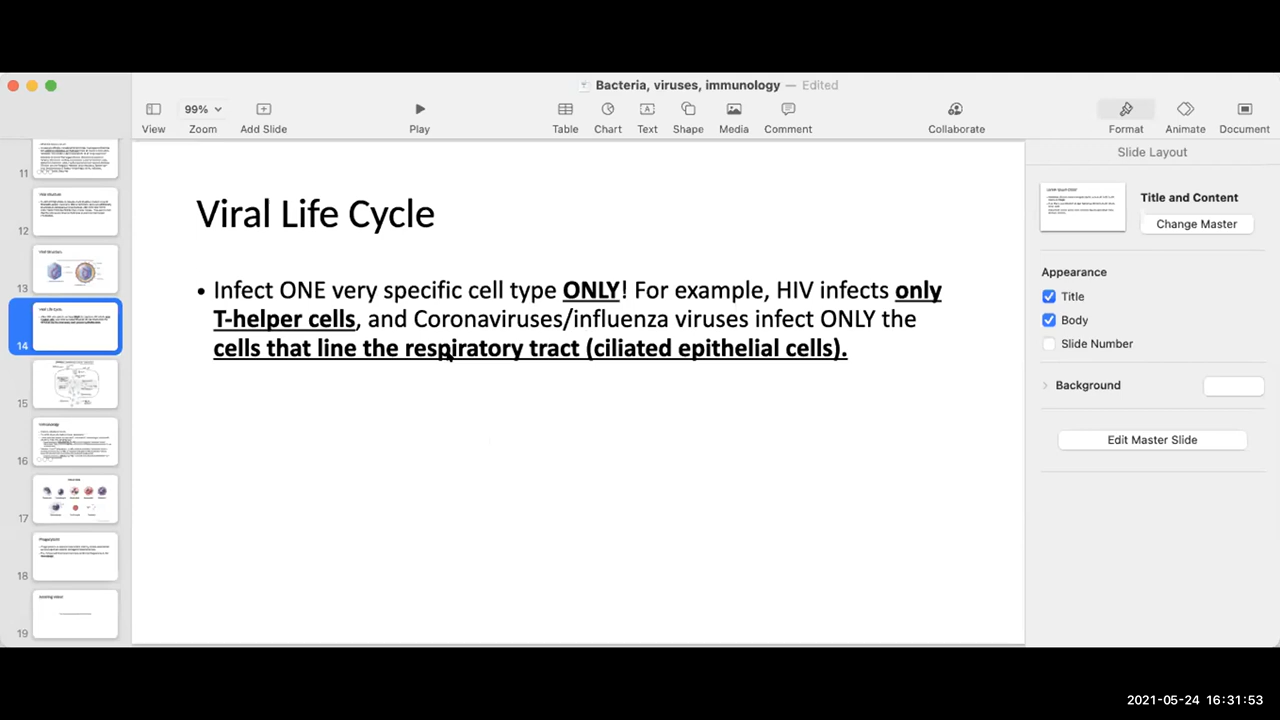 Bacteria, viruses, immunology — Edited
99%
View
Zoom
Add Slide
Play
Table
Chart
Text
Shape
Media
Comment
Collaborate
Format
Animate
Document
11
12
13
14
15
16
17
18
19
Viral Life Cycle
• Infect ONE very specific cell type ONLY! For example, HIV infects only
T-helper cells, and Coronaviruses/influenza viruses infect ONLY the
cells that line the respiratory tract (ciliated epithelial cells).
Slide Layout
Title and Content
Change Master
Appearance
Title
Body
Slide Number
Background
Edit Master Slide
2021-05-24 16:31:53